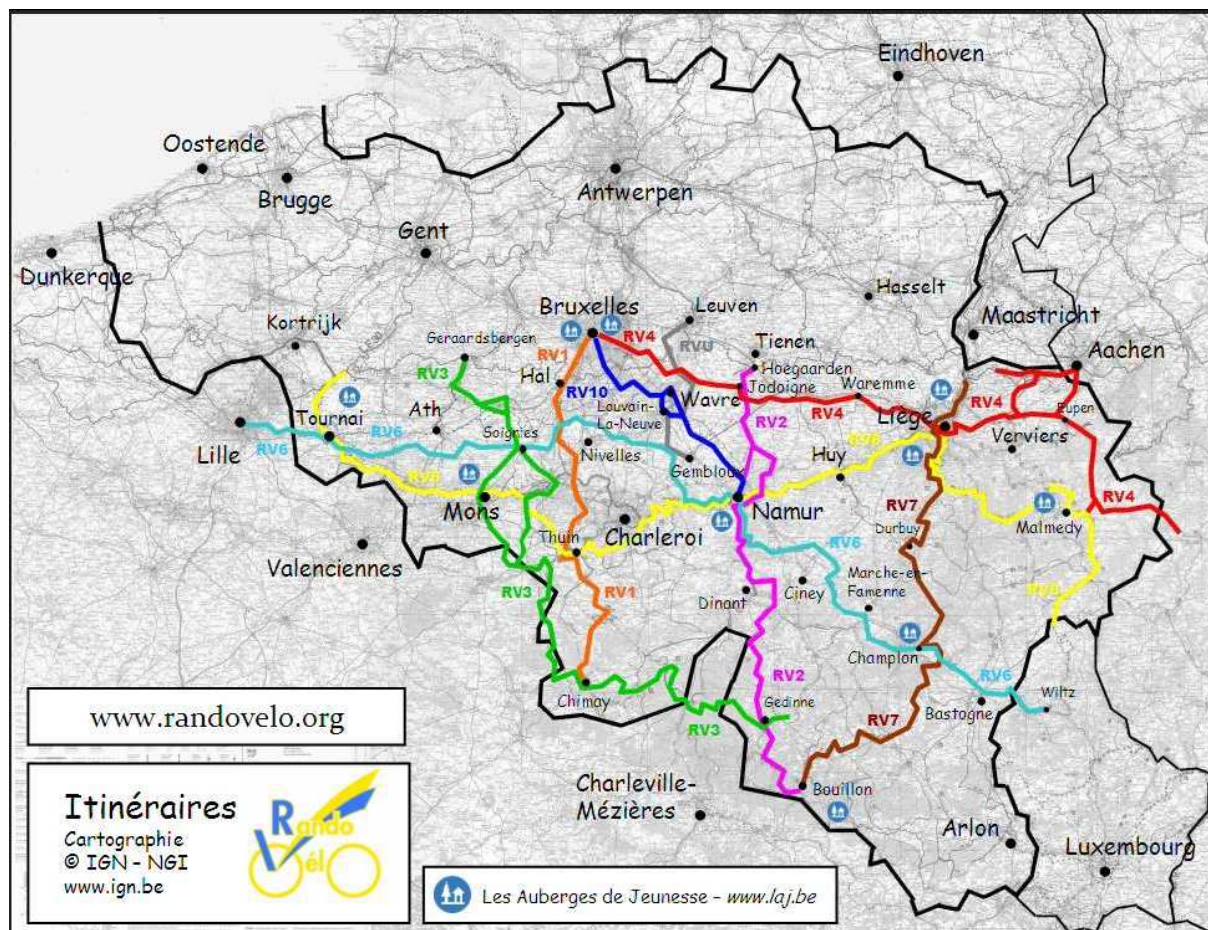 Eindhoven
Oostende
Brugge
Antwerpen
Gent
Dunkerque
Hasselt
Bruxelles
Leuven
Maastricht
Kortrijk
Geraardsbergen
RV4
RVU
Tienen
Aachen
RV3
RV1
Hal
Hoegaarden
RV10
Wavre
Jodoigne
Waremme
Louvain-
La-Neuve
RV2
RV4
Liège
RV4
Eupen
Lille
Tournai
Ath
RV6
RV6
Soignies
Nivelles
Gembloux
Huy
Verviers
Mons
Namur
RV7
RV4
Malmedy
Charleroi
Thuin
Durbuy
Valenciennes
RV6
Marche-en-
Famenne
RV3
RV1
Dinant
Ciney
Champlon
Chimay
RV2
RV6
Wiltz
Bastogne
Gedinne
RV3
RV7
www.randovelo.org
Charleville-
Mézières
Bouillon
Arlon
Luxembourg
Itinéraires
Cartographie
© IGN - NGI
www.ign.be
Rando
Vél
Les Auberges de Jeunesse - www.laj.be